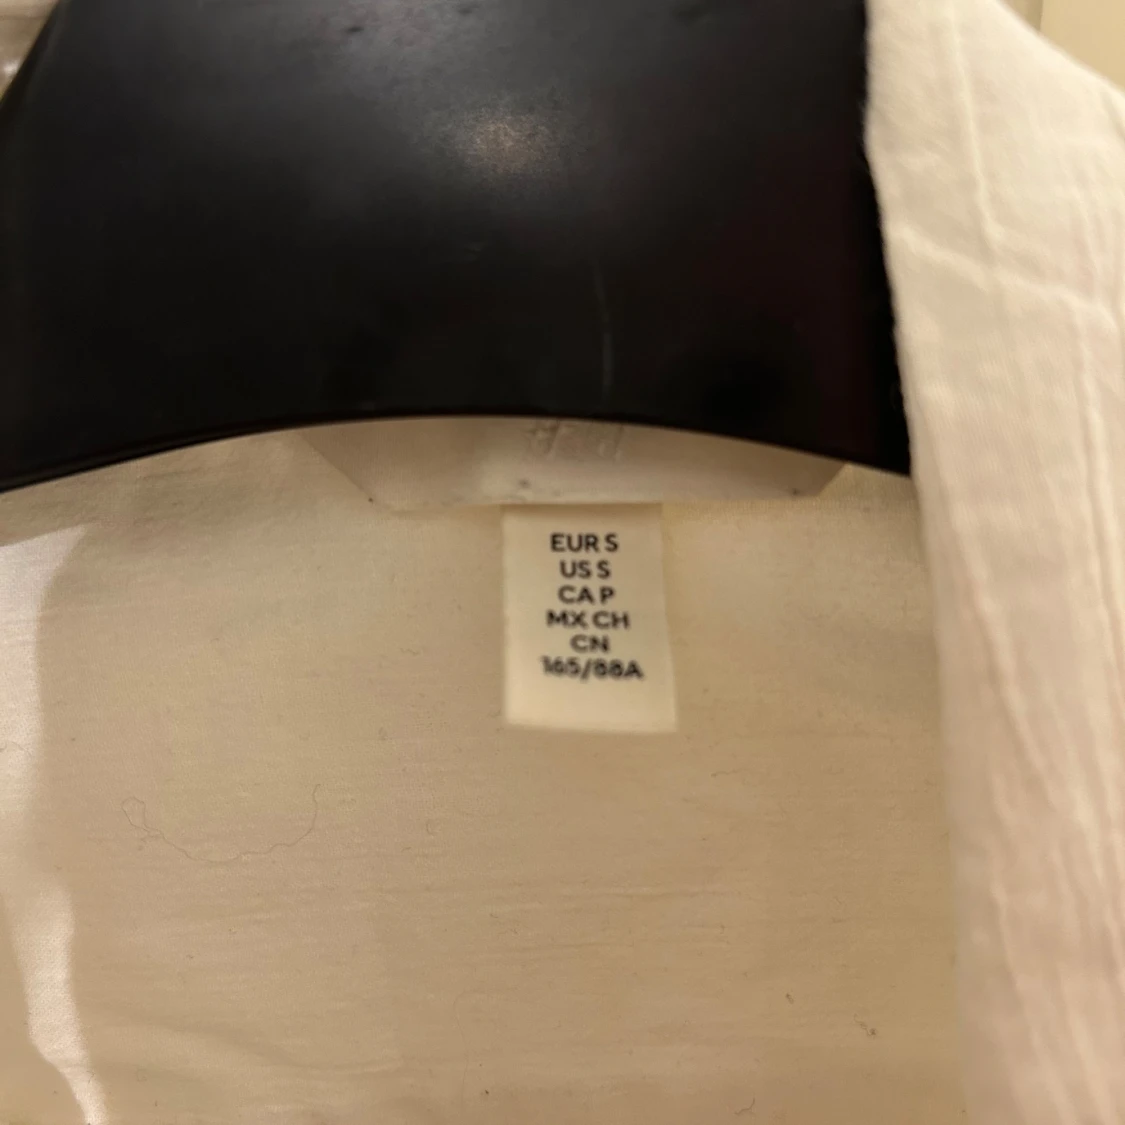 EUR S
US S
CA P
MX CH
CN
165/88A